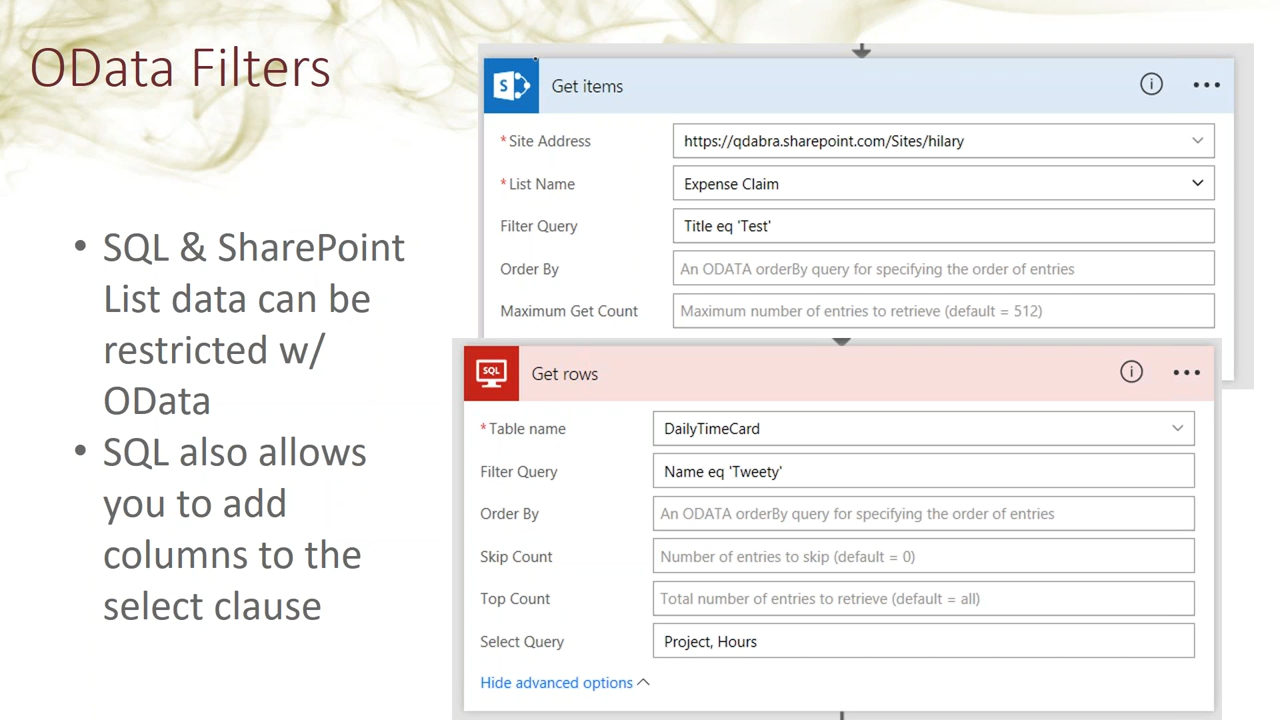 OData Filters
• SQL & SharePoint
List data can be
restricted w/
OData
• SQL also allows
you to add
columns to the
select clause
S
Get items
* Site Address
https://qdabra.sharepoint.com/Sites/hilary
* List Name
Expense Claim
Filter Query
Title eq 'Test'
Order By
An ODATA orderBy query for specifying the order of entries
Maximum Get Count
Maximum number of entries to retrieve (default = 512)
SQL
Get rows
* Table name
DailyTimeCard
Filter Query
Name eq 'Tweety'
Order By
An ODATA orderBy query for specifying the order of entries
Skip Count
Number of entries to skip (default = 0)
Top Count
Total number of entries to retrieve (default = all)
Select Query
Project, Hours
Hide advanced options